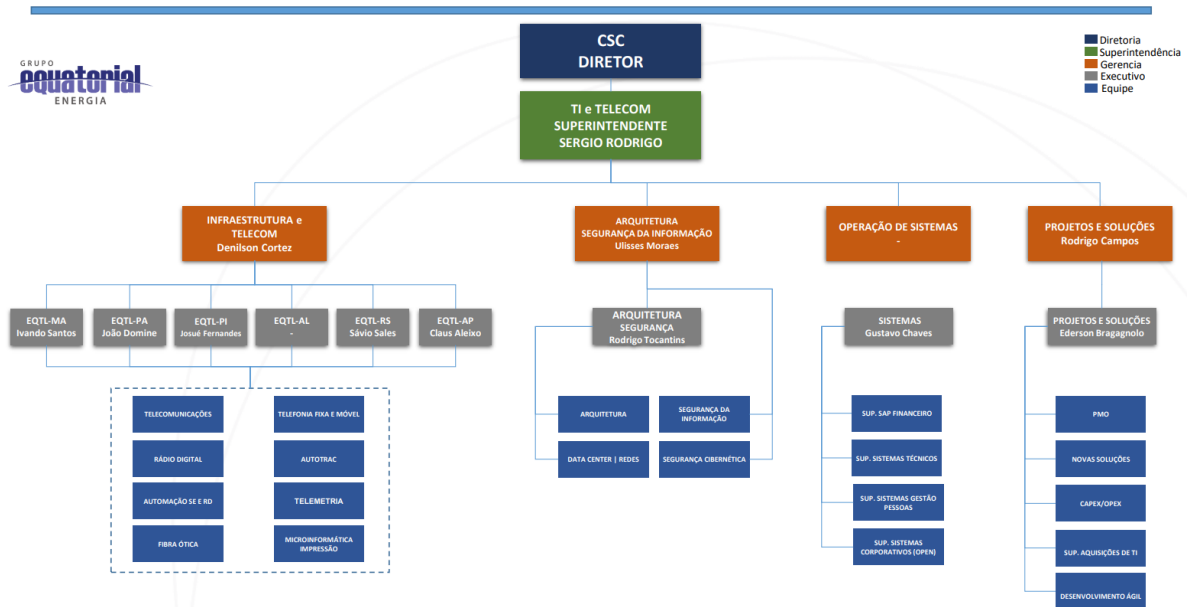 CSC
DIRETOR
GRUPO
equatorial
ENERGIA
Diretoria
Superintendência
Gerencia
Executivo
Equipe
TI e TELECOM
SUPERINTENDENTE
SERGIO RODRIGO
INFRAESTRUTURA e
TELECOM
Denilson Cortez
ARQUITETURA
SEGURANÇA DA INFORMAÇÃO
Ulisses Moraes
OPERAÇÃO DE SISTEMAS
-
PROJETOS E SOLUÇÕES
Rodrigo Campos
EQTL-MA
Ivando Santos
EQTL-PA
João Domine
EQTL-PI
Josué Fernandes
EQTL-AL
-
EQTL-RS
Sávio Sales
EQTL-AP
Claus Aleixo
ARQUITETURA
SEGURANÇA
Rodrigo Tocantins
SISTEMAS
Gustavo Chaves
PROJETOS E SOLUÇÕES
Ederson Bragagnolo
TELECOMUNICAÇÕES
TELEFONIA FIXA E MÓVEL
RÁDIO DIGITAL
AUTOTRAC
AUTOMAÇÃO SE E RD
TELEMETRIA
FIBRA ÓTICA
MICROINFORMÁTICA
IMPRESSÃO
ARQUITETURA
SEGURANÇA DA
INFORMAÇÃO
DATA CENTER | REDES
SEGURANÇA CIBERNÉTICA
SUP. SAP FINANCEIRO
SUP. SISTEMAS TÉCNICOS
SUP. SISTEMAS GESTÃO
PESSOAS
SUP. SISTEMAS
CORPORATIVOS (OPEN)
PMO
NOVAS SOLUÇÕES
CAPEX/OPEX
SUP. AQUISIÇÕES DE TI
DESENVOLVIMENTO ÁGIL